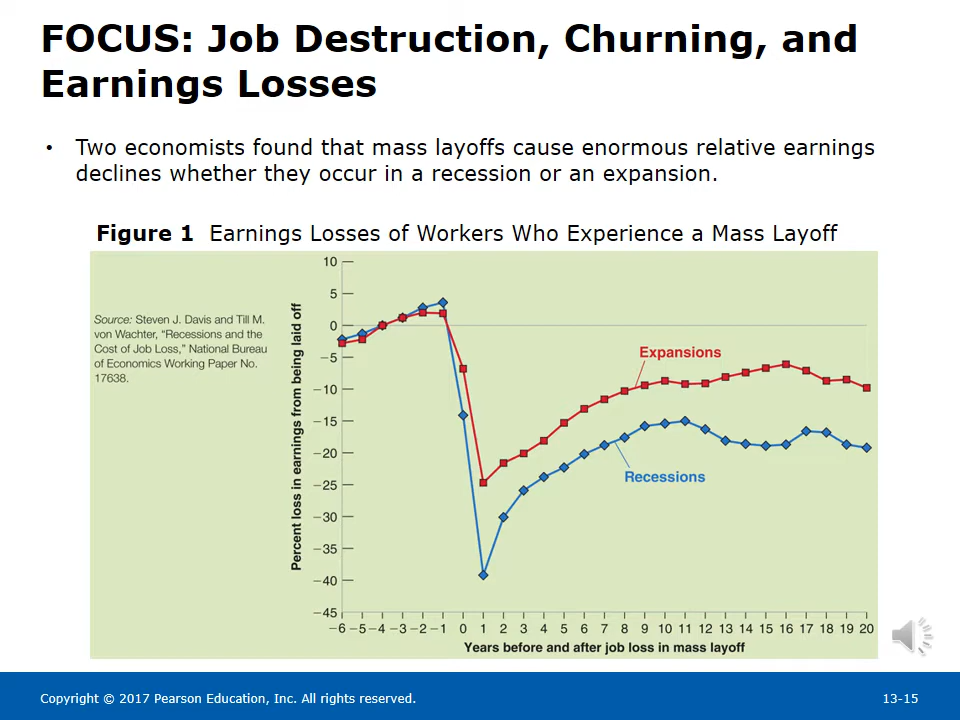 FOCUS: Job Destruction, Churning, and
Earnings Losses
• Two economists found that mass layoffs cause enormous relative earnings
declines whether they occur in a recession or an expansion.
Figure 1 Earnings Losses of Workers Who Experience a Mass Layoff
Source: Steven J. Davis and Till M.
von Wachter, “Recessions and the
Cost of Job Loss,” National Bureau
of Economics Working Paper No.
17638.
Percent loss in earnings from being laid off
10
5
0
−5
−10
−15
−20
−25
−30
−35
−40
−45
Expansions
Recessions
−6 −5 −4 −3 −2 −1 0 1 2 3 4 5 6 7 8 9 10 11 12 13 14 15 16 17 18 19 20
Years before and after job loss in mass layoff
Copyright © 2017 Pearson Education, Inc. All rights reserved.
13-15